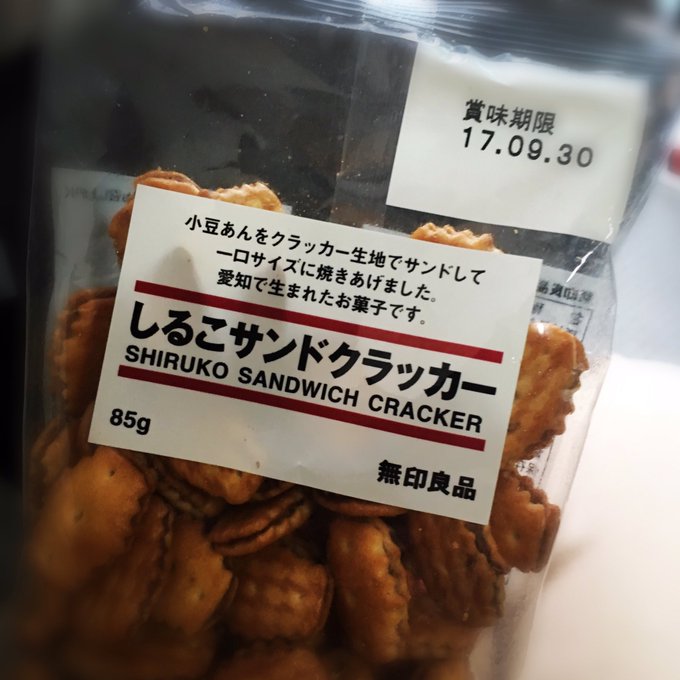 賞味期限
17.09.30
小豆あんをクラッカー生地でサンドして
一口サイズに焼きあげました。
愛知で生まれたお菓子です。
しるこサンドクラッカー
SHIRUKO SANDWICH CRACKER
85g
無印良品